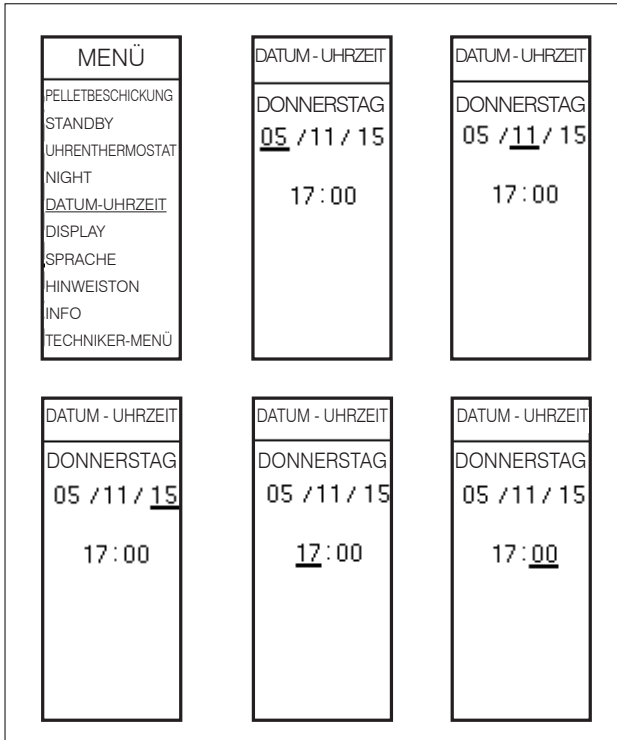 MENÜ
PELLETBESCHICKUNG
STANDBY
UHRENTHERMOSTAT
NIGHT
DATUM-UHRZEIT
DISPLAY
SPRACHE
HINWEISTON
INFO
TECHNIKER-MENÜ
DATUM - UHRZEIT
DONNERSTAG
05 /11/ 15
17:00
DATUM - UHRZEIT
DONNERSTAG
05 /11/ 15
17:00
DATUM - UHRZEIT
DONNERSTAG
05 /11/ 15
17:00
DATUM - UHRZEIT
DONNERSTAG
05 /11/ 15
17:00
DATUM - UHRZEIT
DONNERSTAG
05 /11/ 15
17:00